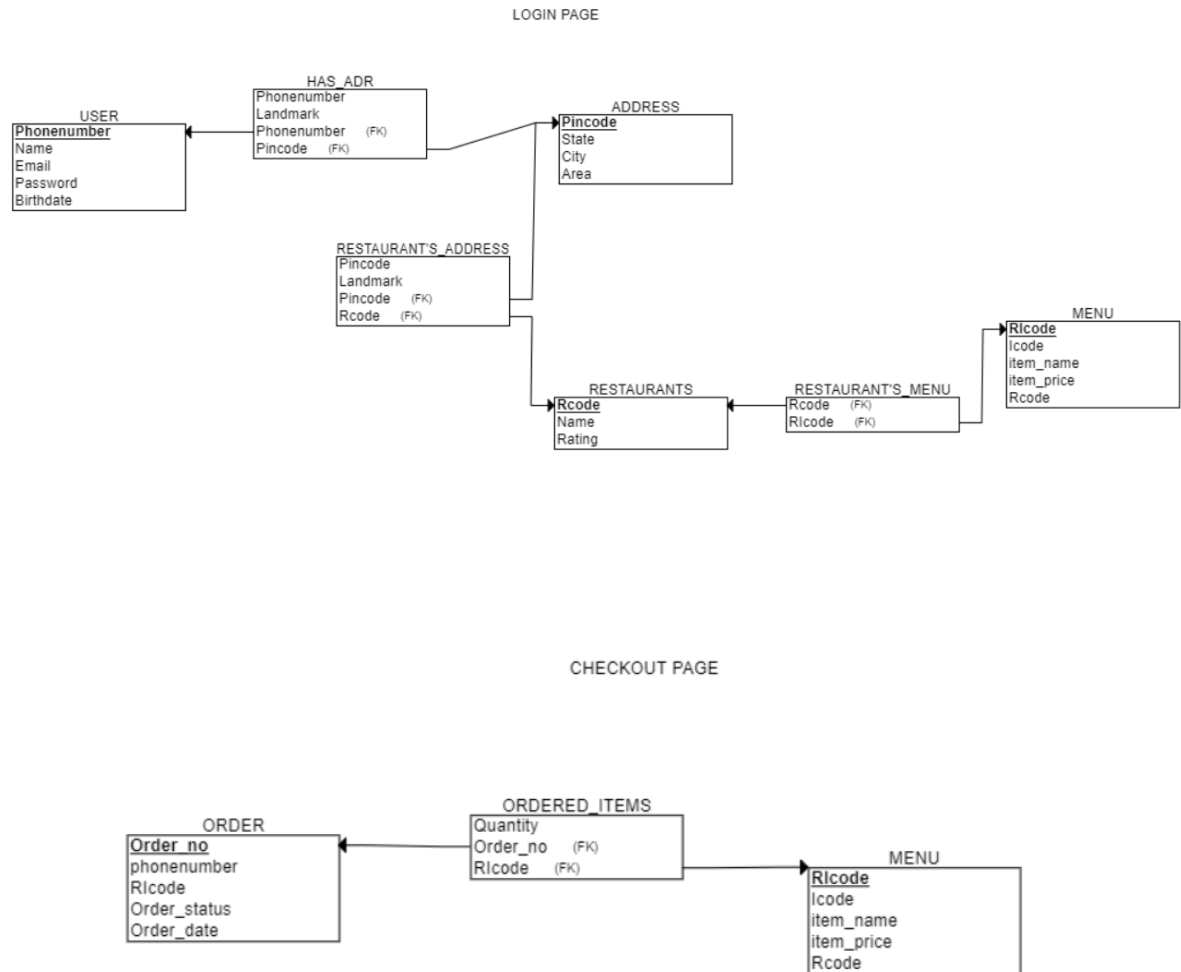 LOGIN PAGE
HAS_ADR
Phonenumber
Landmark
Phonenumber (FK)
Pincode (FK)
USER
Phonenumber
Name
Email
Password
Birthdate
ADDRESS
Pincode
State
City
Area
RESTAURANT'S_ADDRESS
Pincode
Landmark
Pincode (FK)
Rcode (FK)
MENU
RIcode
Icode
item_name
item_price
Rcode
RESTAURANTS
Rcode
Name
Rating
RESTAURANT'S_MENU
Rcode (FK)
RIcode (FK)
CHECKOUT PAGE
ORDER
Order_no
phonenumber
RIcode
Order_status
Order_date
ORDERED_ITEMS
Quantity
Order_no (FK)
RIcode (FK)
MENU
RIcode
Icode
item_name
item_price
Rcode